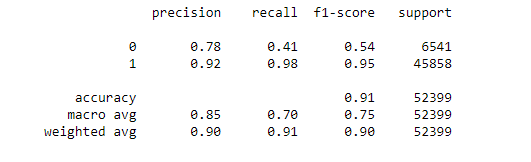 precision recall f1-score support
0 0.78 0.41 0.54 6541
1 0.92 0.98 0.95 45858
accuracy 0.91 52399
macro avg 0.85 0.70 0.75 52399
weighted avg 0.90 0.91 0.90 52399